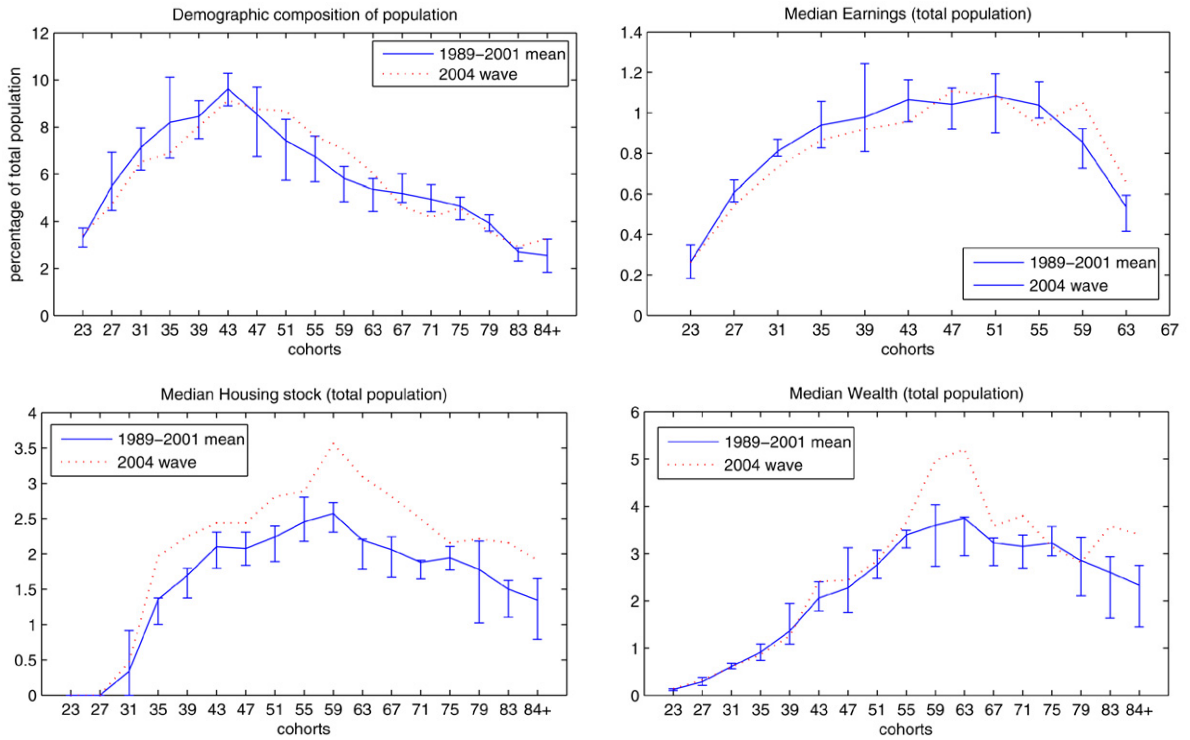 Demographic composition of population
12
10
8
6
4
2
0
percentage of total population
1989−2001 mean
2004 wave
23 27 31 35 39 43 47 51 55 59 63 67 71 75 79 83 84+
cohorts
Median Earnings (total population)
1.4
1.2
1
0.8
0.6
0.4
0.2
0
1989−2001 mean
2004 wave
23 27 31 35 39 43 47 51 55 59 63 67
cohorts
Median Housing stock (total population)
4
3.5
3
2.5
2
1.5
1
0.5
0
1989−2001 mean
2004 wave
23 27 31 35 39 43 47 51 55 59 63 67 71 75 79 83 84+
cohorts
Median Wealth (total population)
6
5
4
3
2
1
0
1989−2001 mean
2004 wave
23 27 31 35 39 43 47 51 55 59 63 67 71 75 79 83 84+
cohorts